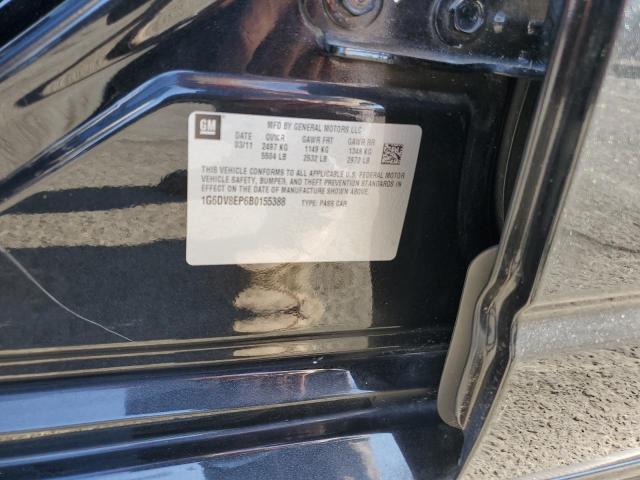 GM
MFD BY GENERAL MOTORS LLC
DATE GVWR GAWR FRT GAWR RR
03/11 2497 KG 1149 KG 1348 KG
5504 LB 2532 LB 2972 LB
THIS VEHICLE CONFORMS TO ALL APPLICABLE U.S. FEDERAL MOTOR
VEHICLE SAFETY, BUMPER, AND THEFT PREVENTION STANDARDS IN
EFFECT ON THE DATE OF MANUFACTURE SHOWN ABOVE.
1G6DV8EP6B0155388 TYPE: PASS CAR